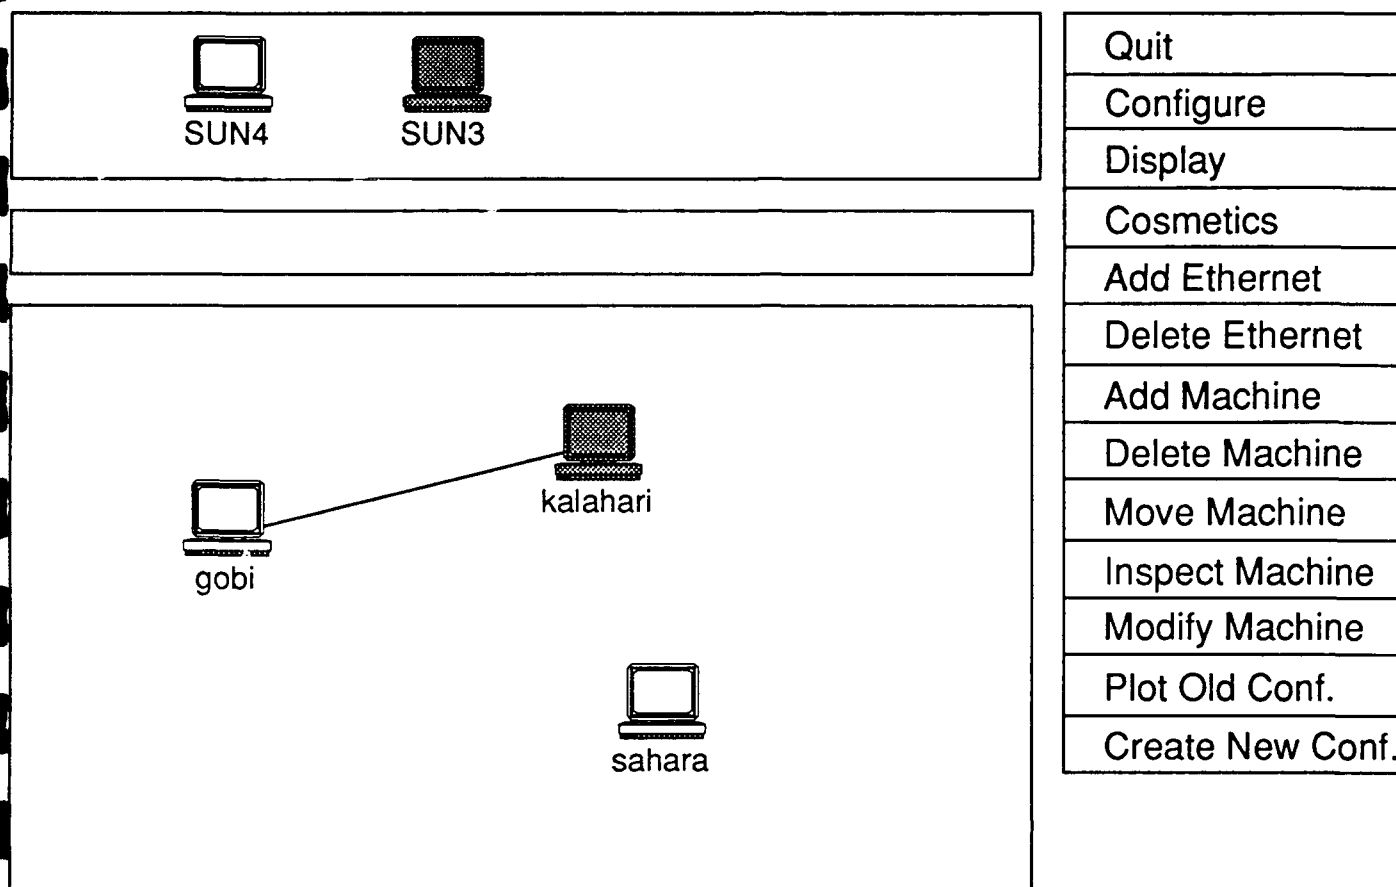 SUN4
SUN3
kalahari
gobi
sahara
Quit
Configure
Display
Cosmetics
Add Ethernet
Delete Ethernet
Add Machine
Delete Machine
Move Machine
Inspect Machine
Modify Machine
Plot Old Conf.
Create New Conf.